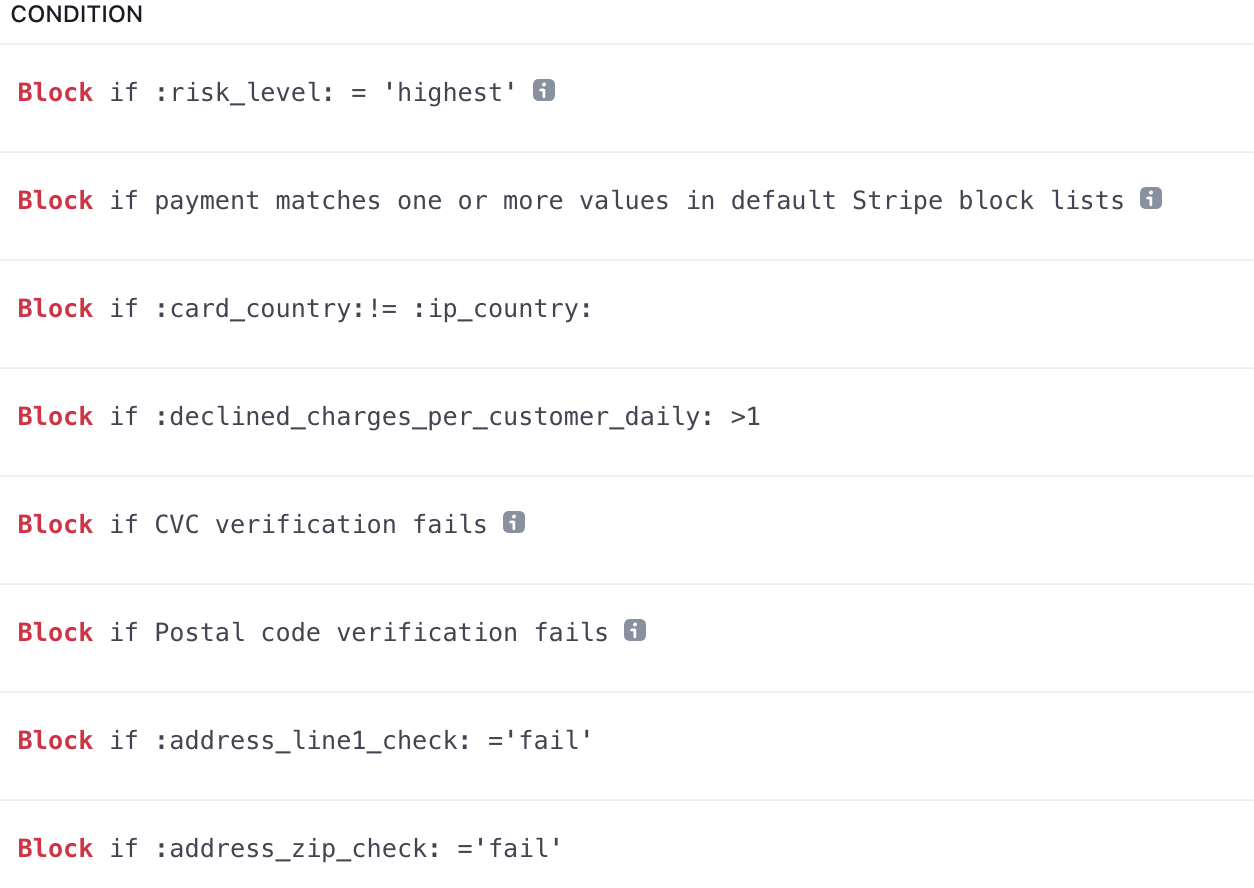 CONDITION
Block if :risk_level: = 'highest'
Block if payment matches one or more values in default Stripe block lists
Block if :card_country:!= :ip_country:
Block if :declined_charges_per_customer_daily: >1
Block if CVC verification fails
Block if Postal code verification fails
Block if :address_line1_check: ='fail'
Block if :address_zip_check: ='fail'